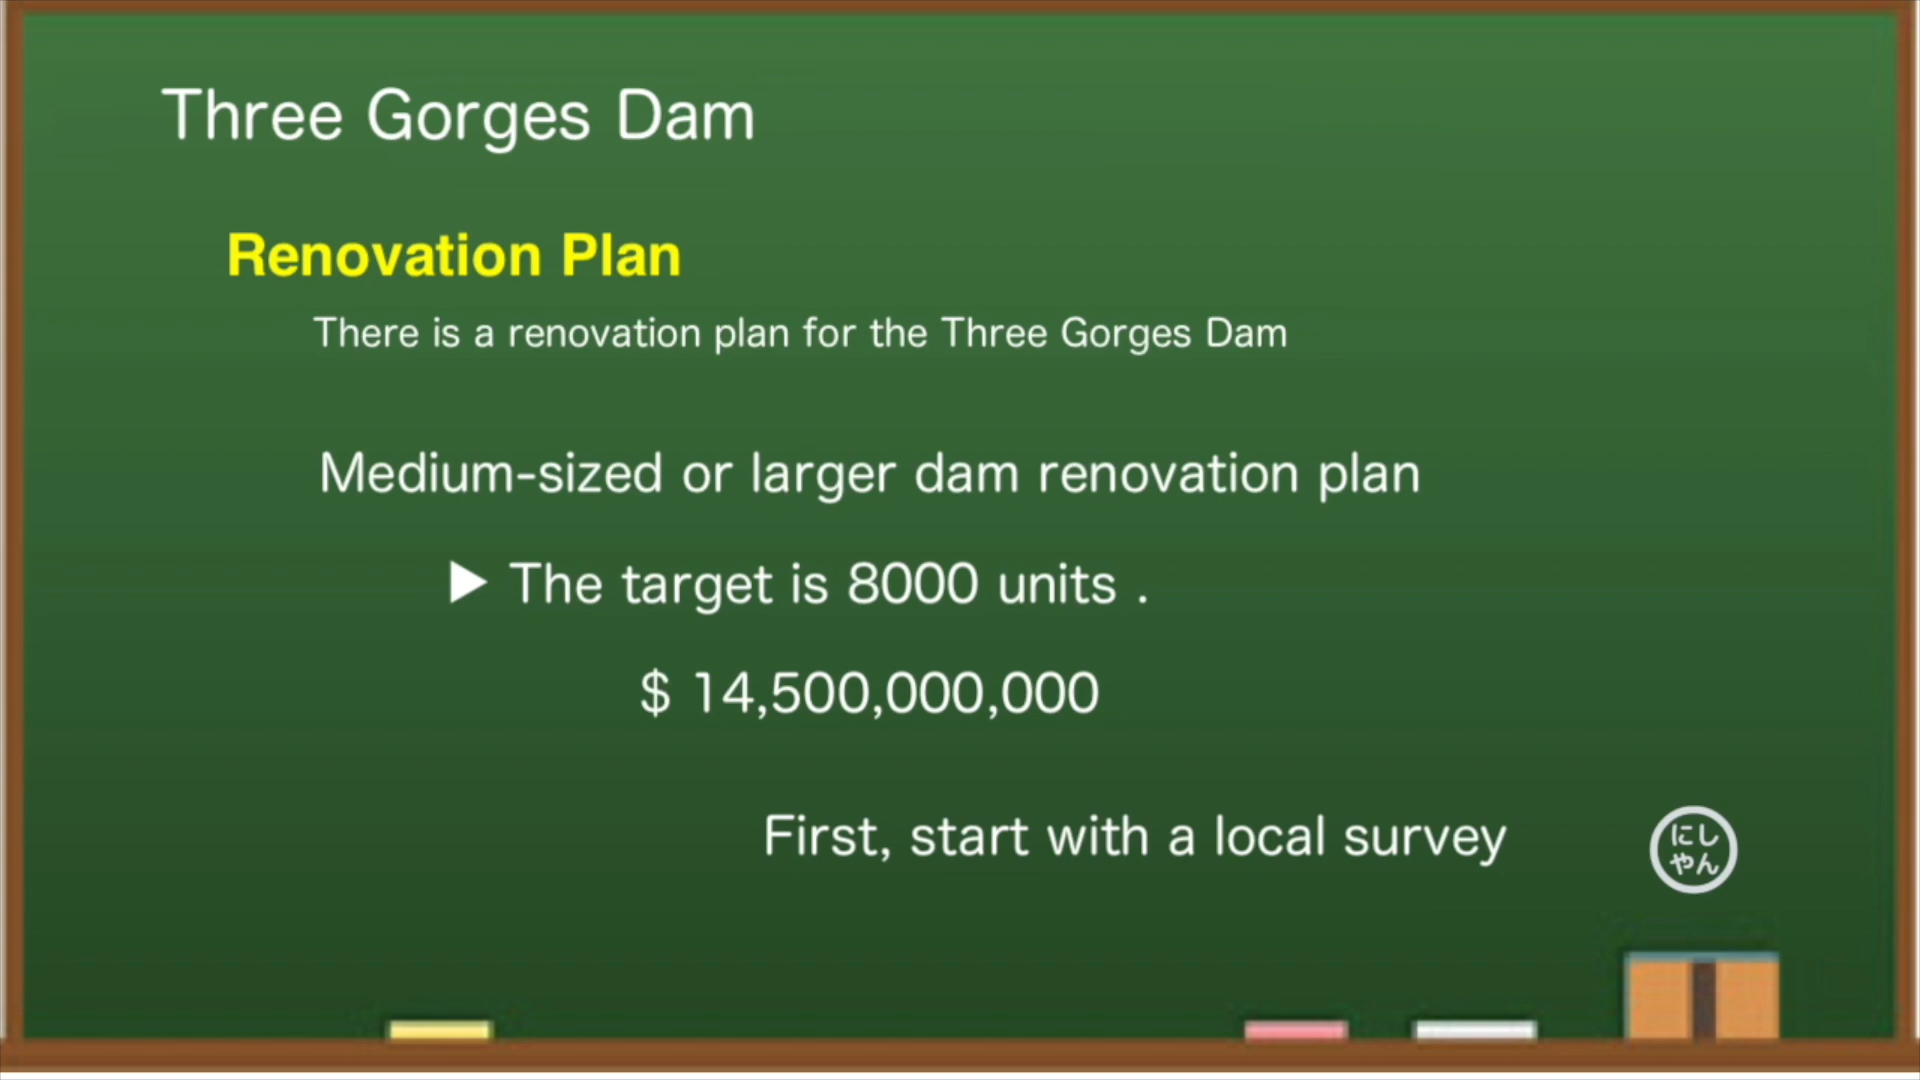 Three Gorges Dam
Renovation Plan
There is a renovation plan for the Three Gorges Dam
Medium-sized or larger dam renovation plan
▶ The target is 8000 units .
$ 14,500,000,000
First, start with a local survey
にし
やん